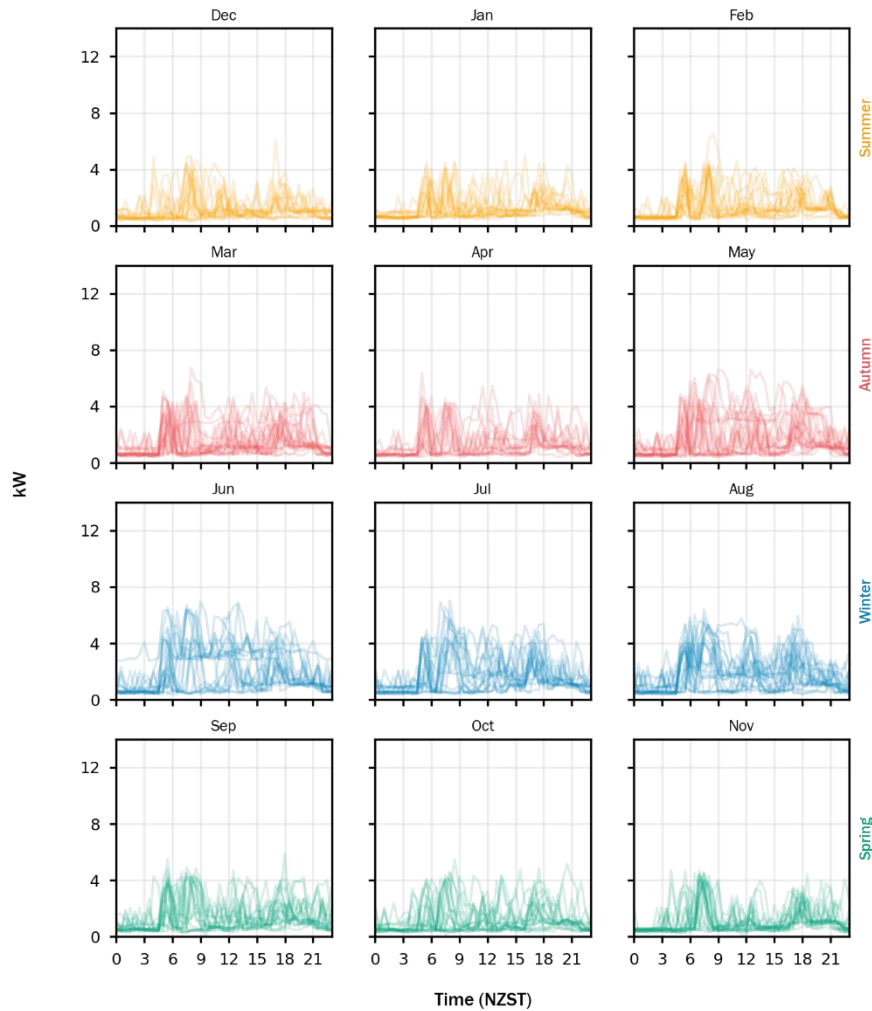 Dec Jan Feb
12
8
4
0
Summer
Mar Apr May
12
8
4
0
Autumn
kW
Jun Jul Aug
12
8
4
0
Winter
Sep Oct Nov
12
8
4
0
Spring
0 3 6 9 12 15 18 21 0 3 6 9 12 15 18 21 0 3 6 9 12 15 18 21
Time (NZST)